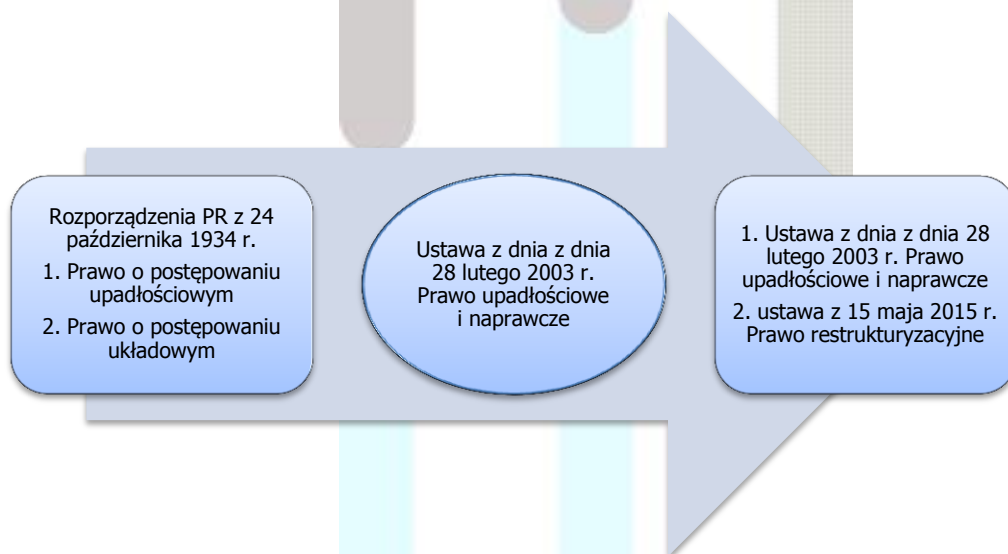 Rozporządzenia PR z 24
października 1934 r.
1. Prawo o postępowaniu
upadłościowym
2. Prawo o postępowaniu
układowym
Ustawa z dnia z dnia
28 lutego 2003 r.
Prawo upadłościowe
i naprawcze
1. Ustawa z dnia z dnia 28
lutego 2003 r. Prawo
upadłościowe i naprawcze
2. ustawa z 15 maja 2015 r.
Prawo restrukturyzacyjne